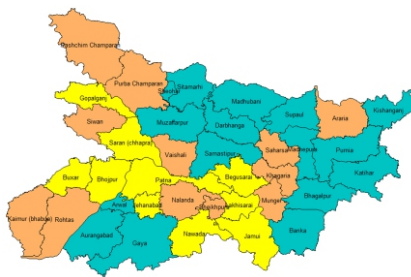 Pashchim Champaran
Purba Champaran
Sheohar
Sitamarhi
Gopalganj
Madhubani
Siwan
Muzaffarpur
Darbhanga
Supaul
Araria
Kishanganj
Saran (chhapra)
Vaishali
Samastipur
Saharsa
Madhepura
Purnia
Katihar
Buxar
Bhojpur
Patna
Begusarai
Khagaria
Bhagalpur
Kaimur (bhabua)
Rohtas
Arwal
Jehanabad
Nalanda
Sheikhpura
Lakhisarai
Munger
Aurangabad
Gaya
Nawada
Jamui
Banka